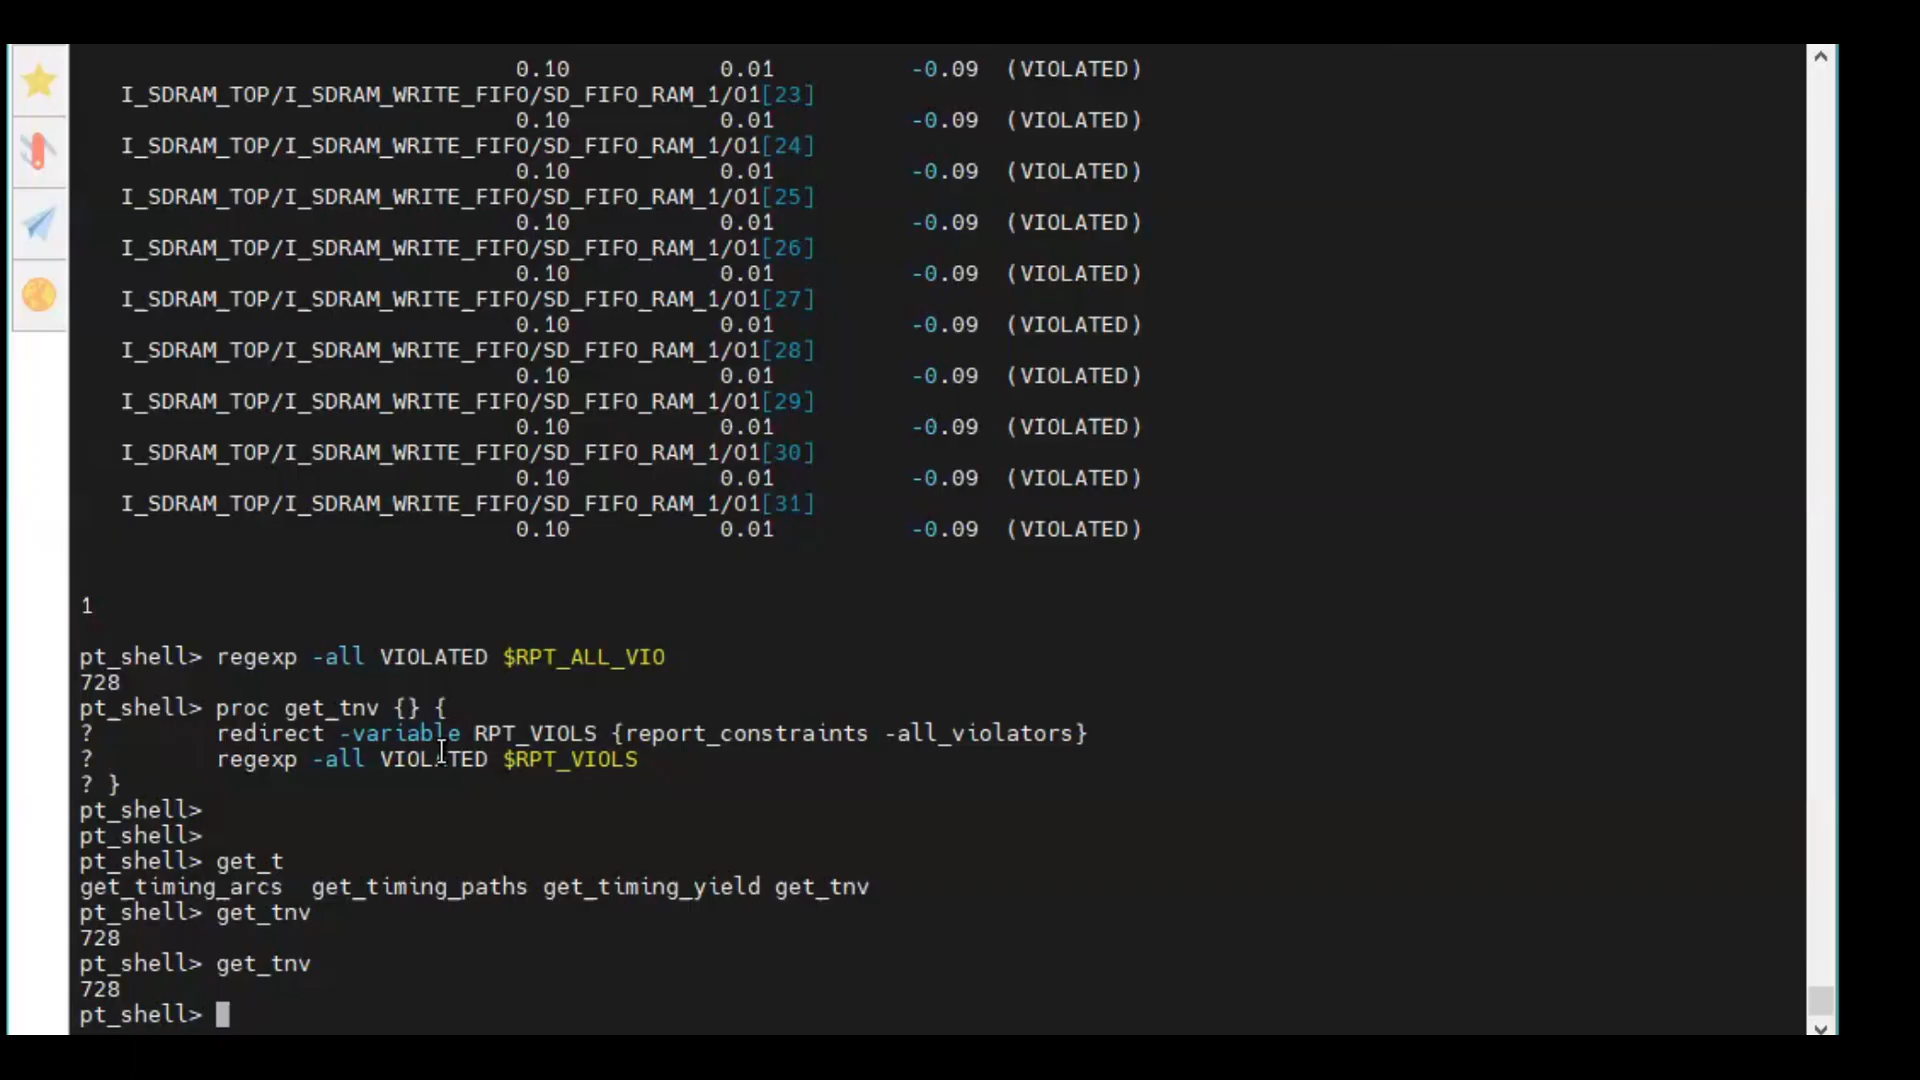 0.10 0.01 -0.09 (VIOLATED)
I_SDRAM_TOP/I_SDRAM_WRITE_FIFO/SD_FIFO_RAM_1/O1[23]
0.10 0.01 -0.09 (VIOLATED)
I_SDRAM_TOP/I_SDRAM_WRITE_FIFO/SD_FIFO_RAM_1/O1[24]
0.10 0.01 -0.09 (VIOLATED)
I_SDRAM_TOP/I_SDRAM_WRITE_FIFO/SD_FIFO_RAM_1/O1[25]
0.10 0.01 -0.09 (VIOLATED)
I_SDRAM_TOP/I_SDRAM_WRITE_FIFO/SD_FIFO_RAM_1/O1[26]
0.10 0.01 -0.09 (VIOLATED)
I_SDRAM_TOP/I_SDRAM_WRITE_FIFO/SD_FIFO_RAM_1/O1[27]
0.10 0.01 -0.09 (VIOLATED)
I_SDRAM_TOP/I_SDRAM_WRITE_FIFO/SD_FIFO_RAM_1/O1[28]
0.10 0.01 -0.09 (VIOLATED)
I_SDRAM_TOP/I_SDRAM_WRITE_FIFO/SD_FIFO_RAM_1/O1[29]
0.10 0.01 -0.09 (VIOLATED)
I_SDRAM_TOP/I_SDRAM_WRITE_FIFO/SD_FIFO_RAM_1/O1[30]
0.10 0.01 -0.09 (VIOLATED)
I_SDRAM_TOP/I_SDRAM_WRITE_FIFO/SD_FIFO_RAM_1/O1[31]
0.10 0.01 -0.09 (VIOLATED)
1
pt_shell> regexp -all VIOLATED $RPT_ALL_VIO
728
pt_shell> proc get_tnv {} {
? redirect -variable RPT_VIOLS {report_constraints -all_violators}
? regexp -all VIOLATED $RPT_VIOLS
? }
pt_shell>
pt_shell>
pt_shell> get_t
get_timing_arcs get_timing_paths get_timing_yield get_tnv
pt_shell> get_tnv
728
pt_shell> get_tnv
728
pt_shell>